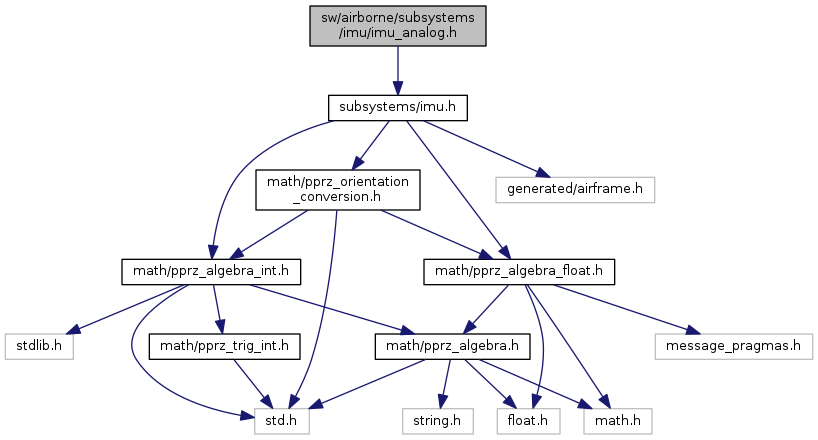 sw/airborne/subsystems
/imu/imu_analog.h
subsystems/imu.h
math/pprz_orientation
_conversion.h
generated/airframe.h
math/pprz_algebra_int.h
math/pprz_algebra_float.h
stdlib.h
math/pprz_trig_int.h
math/pprz_algebra.h
message_pragmas.h
std.h
string.h
float.h
math.h